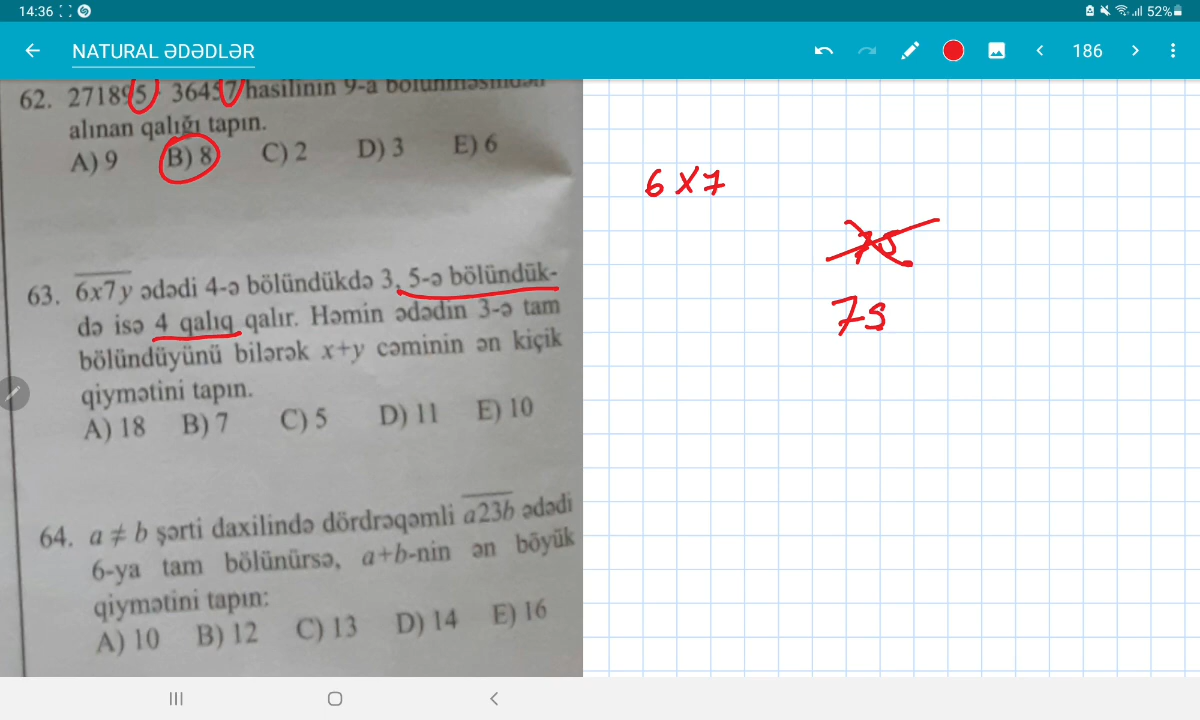 14:36 52%
NATURAL ƏDƏDLƏR 186
62. 271895 · 36457 hasilinin 9-a bölünməsindən
alınan qalığı tapın.
A) 9 B) 8 C) 2 D) 3 E) 6
63. 6x7y ədədi 4-ə bölündükdə 3, 5-ə bölündük-
də isə 4 qalıq qalır. Həmin ədədin 3-ə tam
bölündüyünü bilərək x+y cəminin ən kiçik
qiymətini tapın.
A) 18 B) 7 C) 5 D) 11 E) 10
64. a ≠ b şərti daxilində dördrəqəmli a23b ədədi
6-ya tam bölünürsə, a+b-nin ən böyük
qiymətini tapın:
A) 10 B) 12 C) 13 D) 14 E) 16
6 x 7